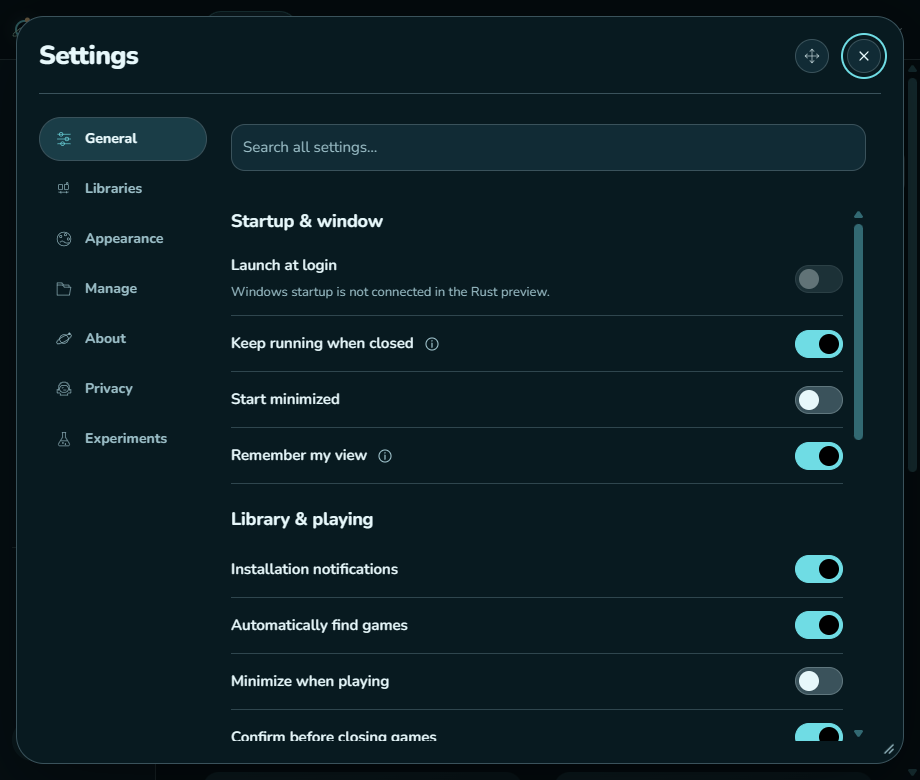 Settings
General
Libraries
Appearance
Manage
About
Privacy
Experiments
Search all settings...
Startup & window
Launch at login
Windows startup is not connected in the Rust preview.
Keep running when closed
Start minimized
Remember my view
Library & playing
Installation notifications
Automatically find games
Minimize when playing
Confirm before closing games